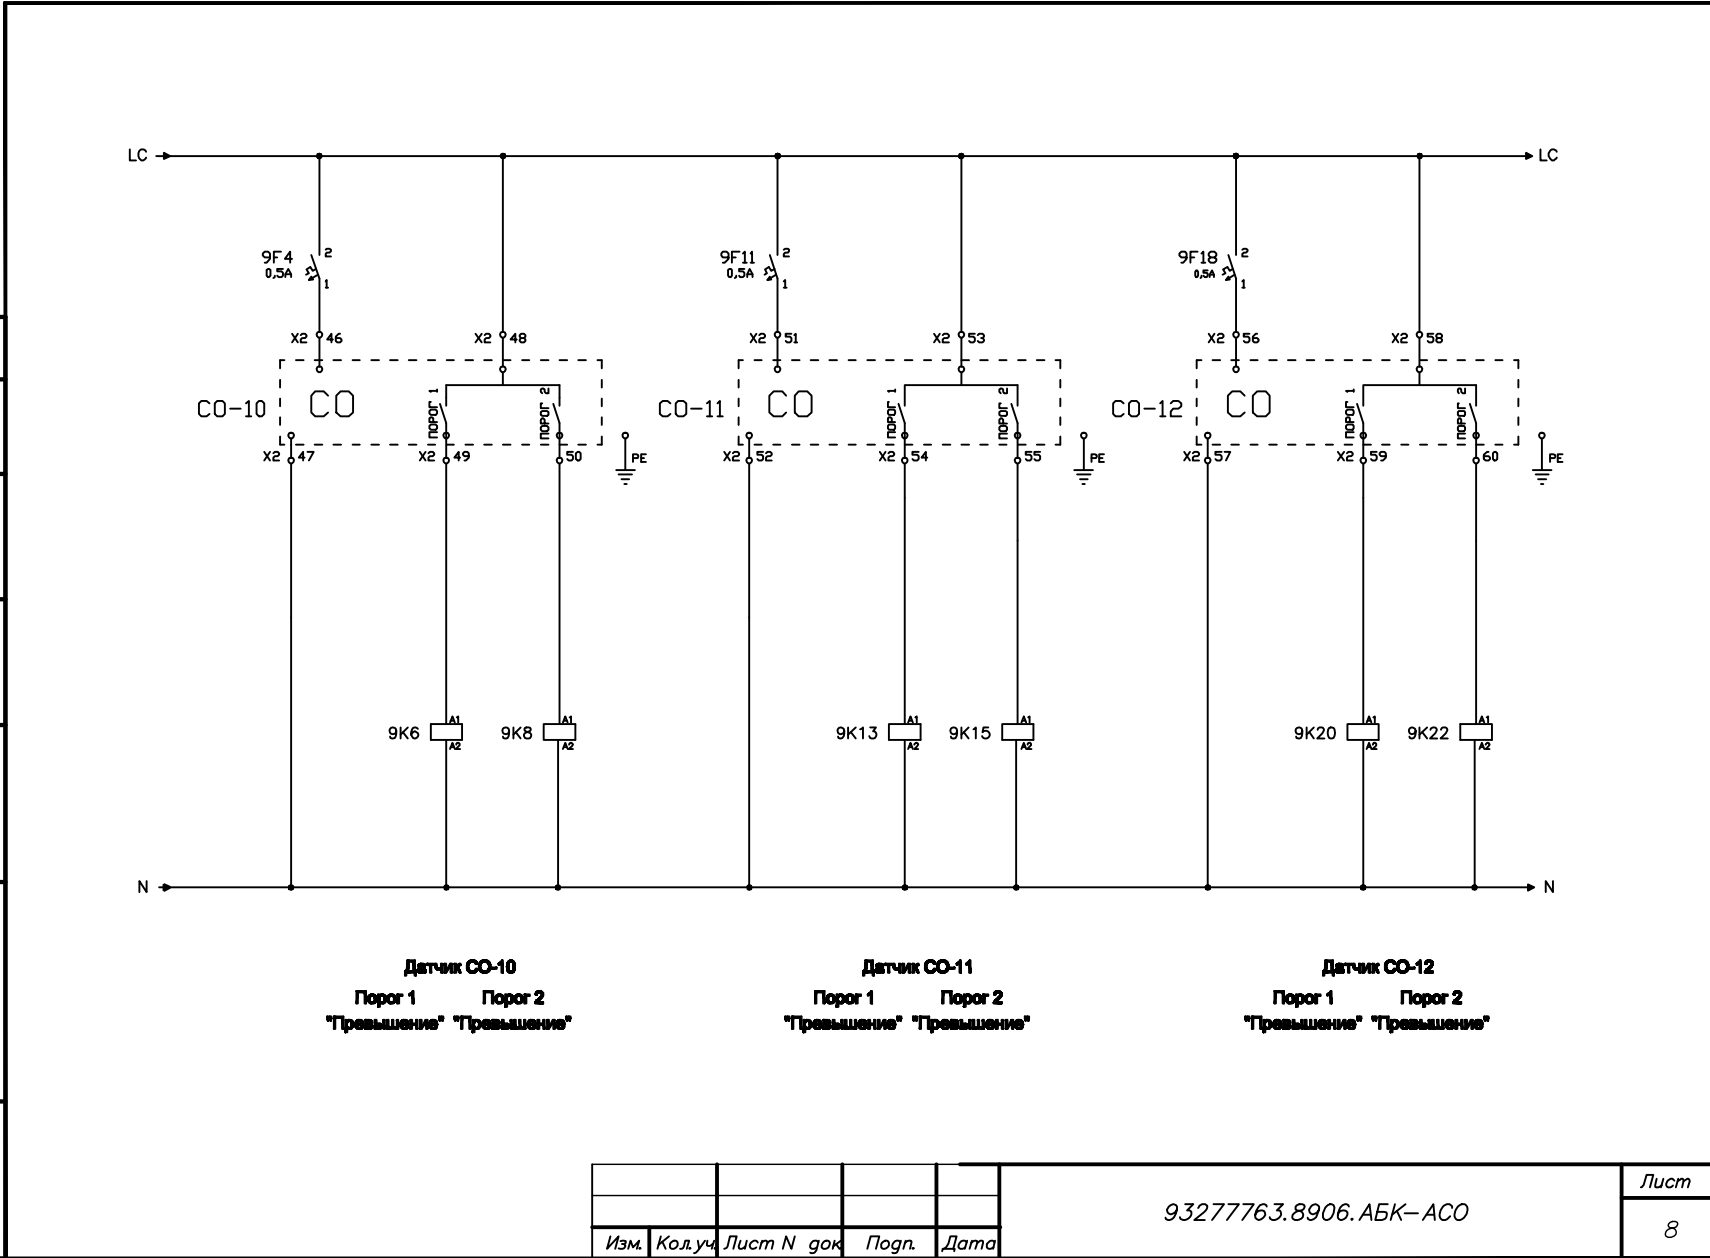 LC LC
9F4 2 9F11 2 9F18 2
0,5А 1 0,5А 1 0,5А 1
X2 46 X2 48 X2 51 X2 53 X2 56 X2 58
CO-10 CO ПОРОГ 1 ПОРОГ 2 CO-11 CO ПОРОГ 1 ПОРОГ 2 CO-12 CO ПОРОГ 1 ПОРОГ 2
X2 47 X2 49 50 PE X2 52 X2 54 55 PE X2 57 X2 59 60 PE
A1 A1 A1 A1 A1 A1
9K6 9K8 9K13 9K15 9K20 9K22
A2 A2 A2 A2 A2 A2
N N
Датчик СО-10 Датчик СО-11 Датчик СО-12
Порог 1 Порог 2 Порог 1 Порог 2 Порог 1 Порог 2
"Превышение" "Превышение" "Превышение" "Превышение" "Превышение" "Превышение"
Лист
93277763.8906.АБК-АСО
8
Изм. Кол.уч Лист N док Подп. Дата